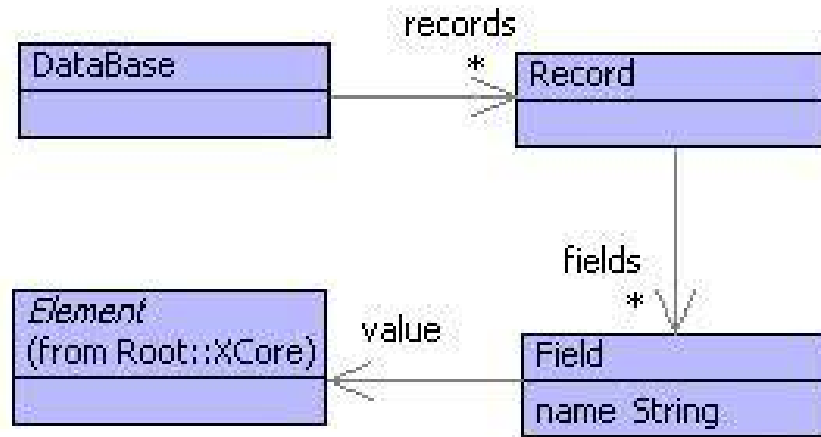 records
DataBase
*
Record
fields
*
Element
(from Root::XCore)
value
Field
name String